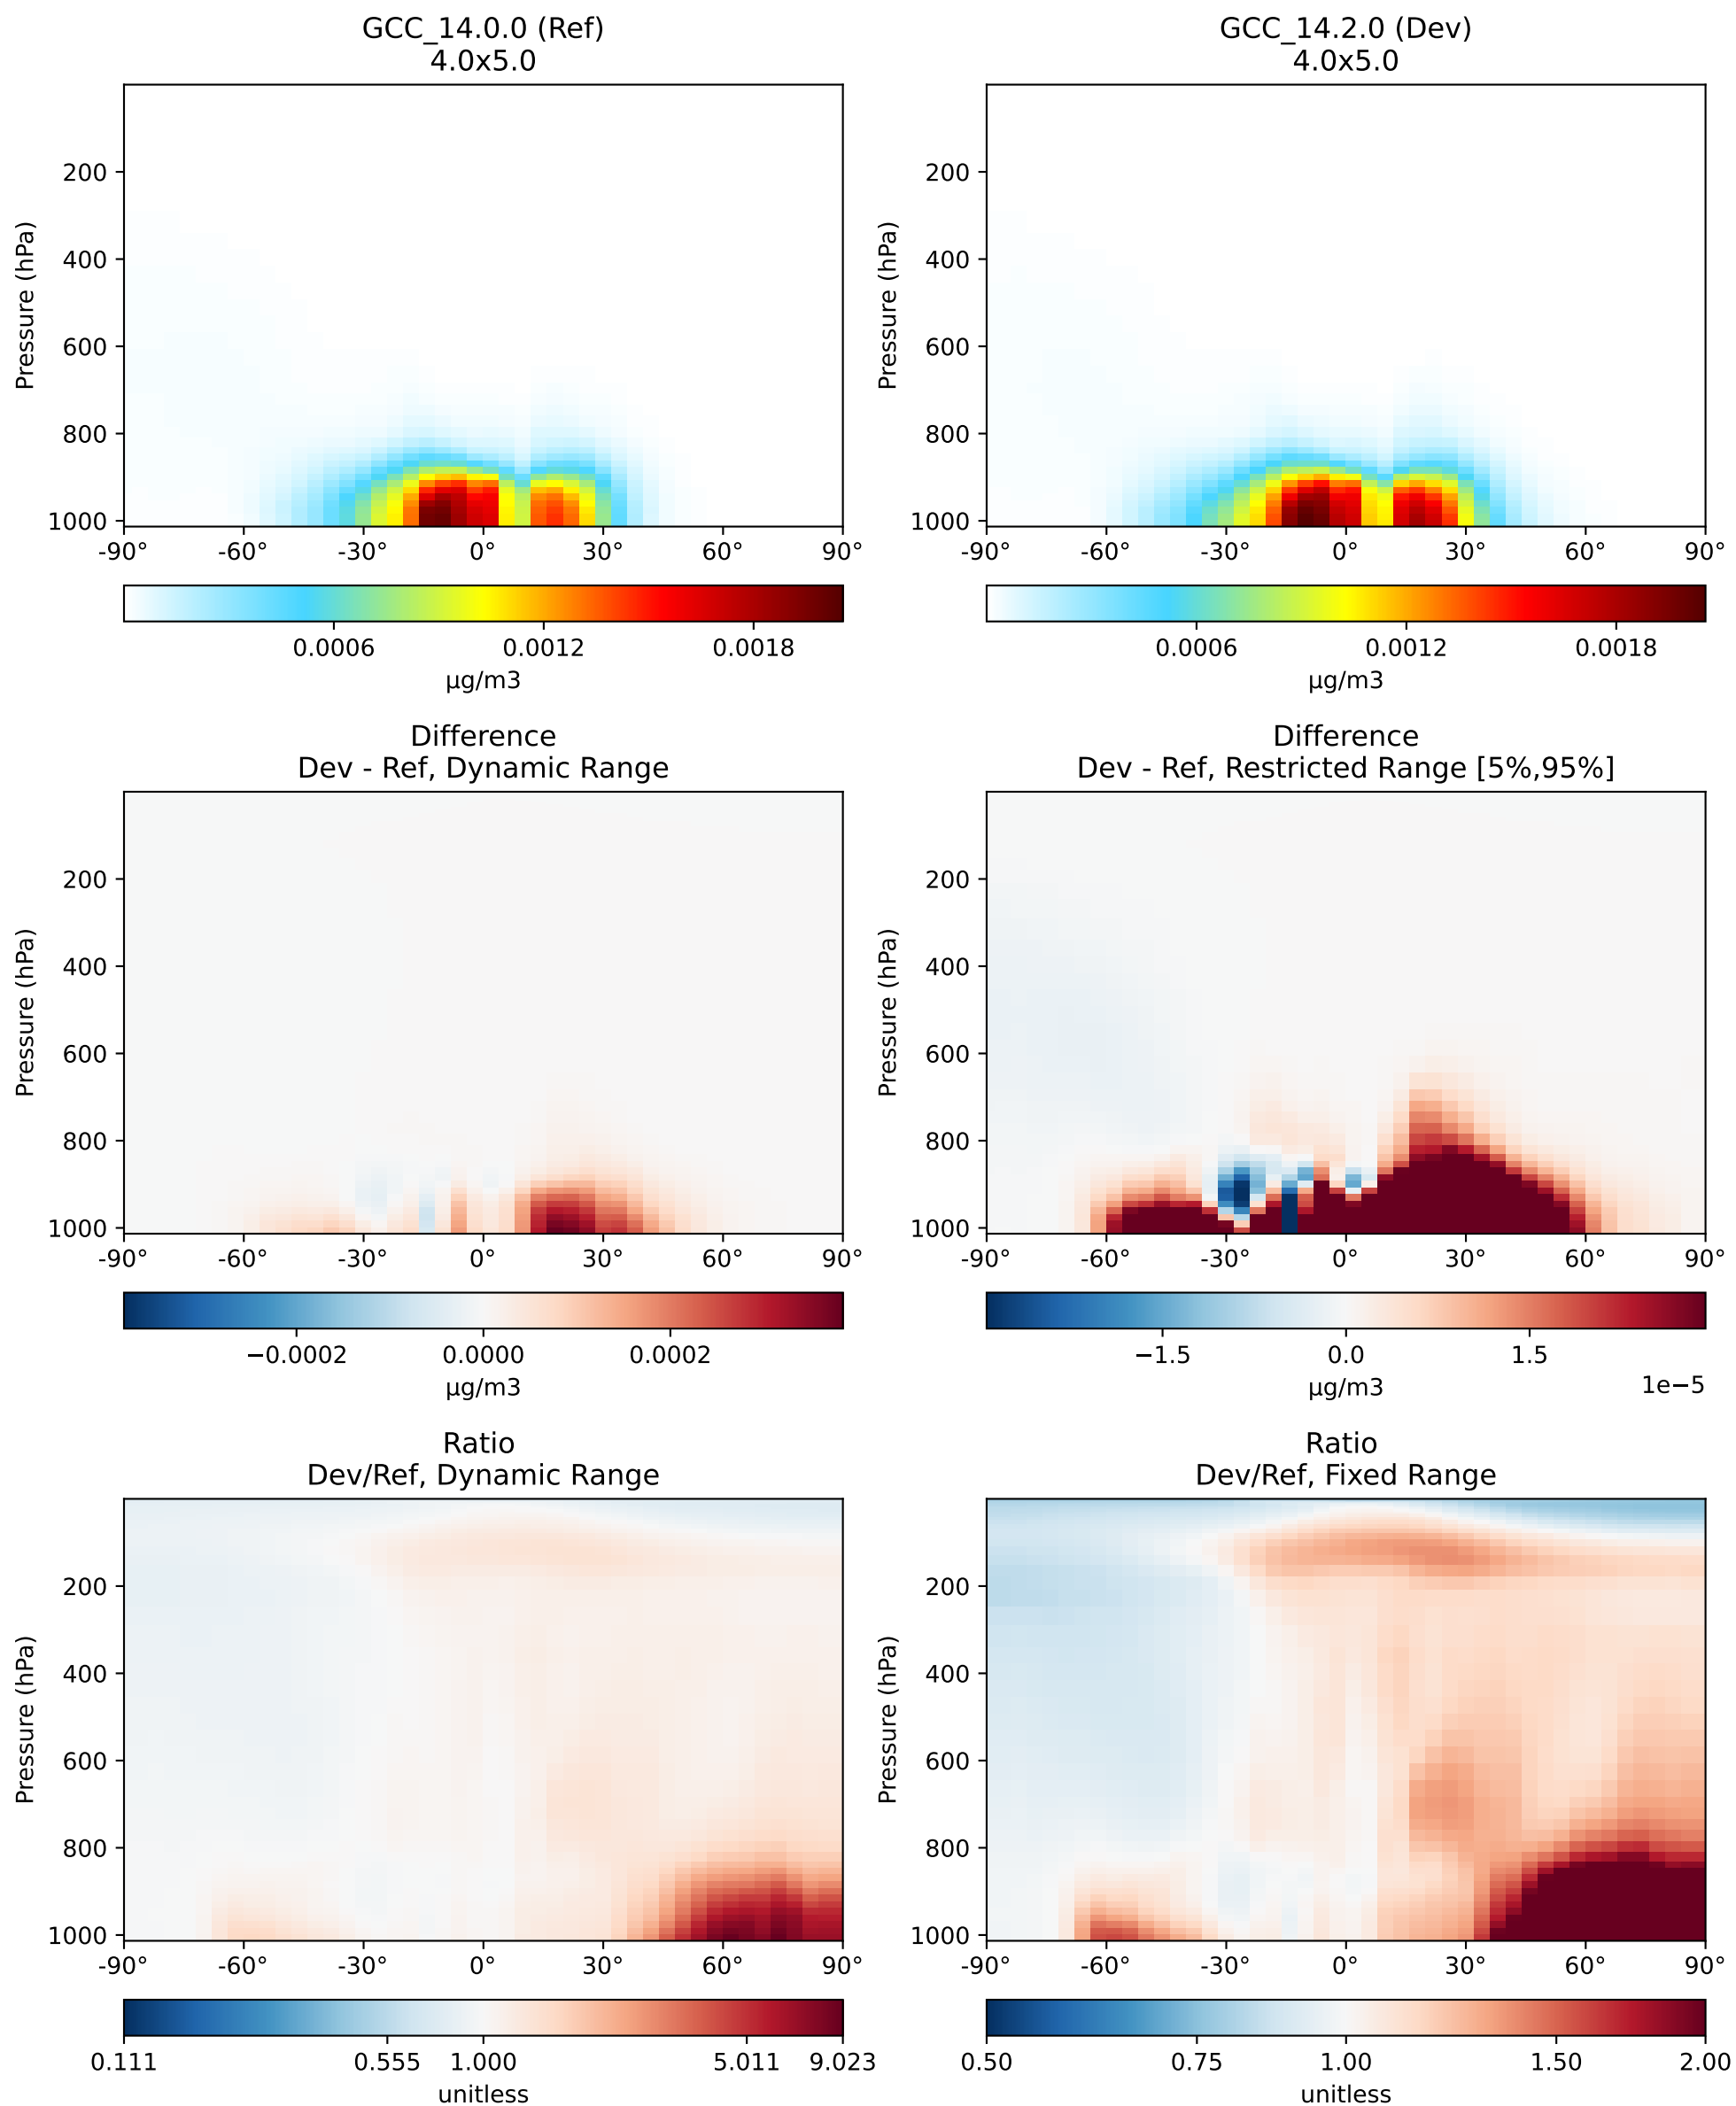 GCC_14.0.0 (Ref)
4.0x5.0
Pressure (hPa)
200
400
600
800
1000
-90° -60° -30° 0° 30° 60° 90°
0.0006 0.0012 0.0018
µg/m3
GCC_14.2.0 (Dev)
4.0x5.0
Pressure (hPa)
200
400
600
800
1000
-90° -60° -30° 0° 30° 60° 90°
0.0006 0.0012 0.0018
µg/m3
Difference
Dev - Ref, Dynamic Range
Pressure (hPa)
200
400
600
800
1000
-90° -60° -30° 0° 30° 60° 90°
−0.0002 0.0000 0.0002
µg/m3
Difference
Dev - Ref, Restricted Range [5%,95%]
Pressure (hPa)
200
400
600
800
1000
-90° -60° -30° 0° 30° 60° 90°
−1.5 0.0 1.5
µg/m3
1e−5
Ratio
Dev/Ref, Dynamic Range
Pressure (hPa)
200
400
600
800
1000
-90° -60° -30° 0° 30° 60° 90°
0.111 0.555 1.000 5.011 9.023
unitless
Ratio
Dev/Ref, Fixed Range
Pressure (hPa)
200
400
600
800
1000
-90° -60° -30° 0° 30° 60° 90°
0.50 0.75 1.00 1.50 2.00
unitless